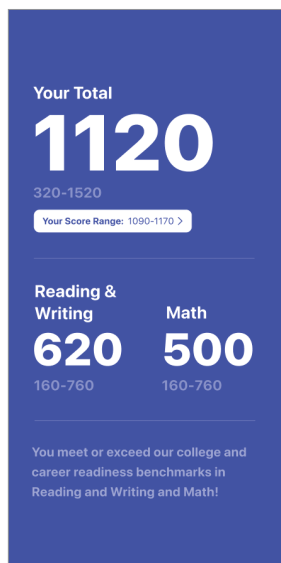 Your Total
1120
320-1520
Your Score Range: 1090-1170 >
Reading &
Writing
620
160-760
Math
500
160-760
You meet or exceed our college and
career readiness benchmarks in
Reading and Writing and Math!